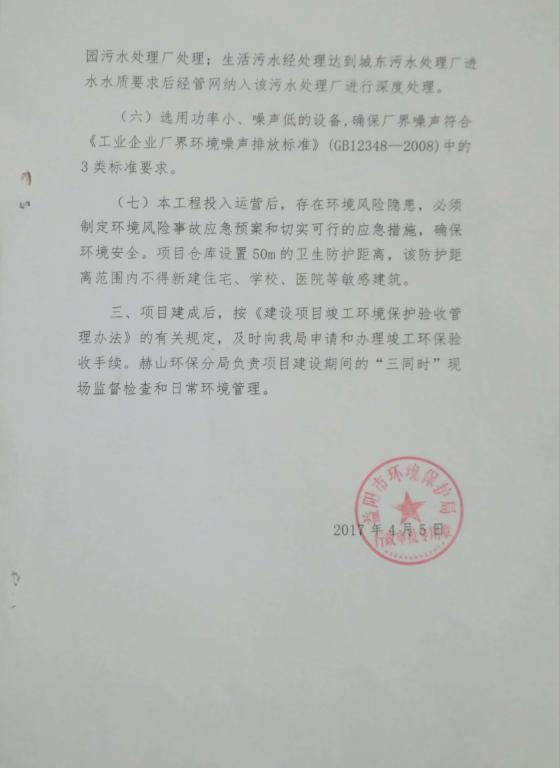 园污水处理厂处理；生活污水经处理达到城东污水处理厂进
水水质要求后经管网纳入该污水处理厂进行深度处理。
（六）选用功率小、噪声低的设备,确保厂界噪声符合
《工业企业厂界环境噪声排放标准》(GB12348—2008)中的
3 类标准要求。
（七）本工程投入运营后，存在环境风险隐患，必须
制定环境风险事故应急预案和切实可行的应急措施，确保
环境安全。项目仓库设置 50m 的卫生防护距离，该防护距
离范围内不得新建住宅、学校、医院等敏感建筑。
三、项目建成后，按《建设项目竣工环境保护验收管
理办法》的有关规定，及时向我局申请和办理竣工环保验
收手续。赫山环保分局负责项目建设期间的“三同时”现
场监督检查和日常环境管理。
益阳市环境保护局
2017 年 4 月 5 日
行政审批专用章